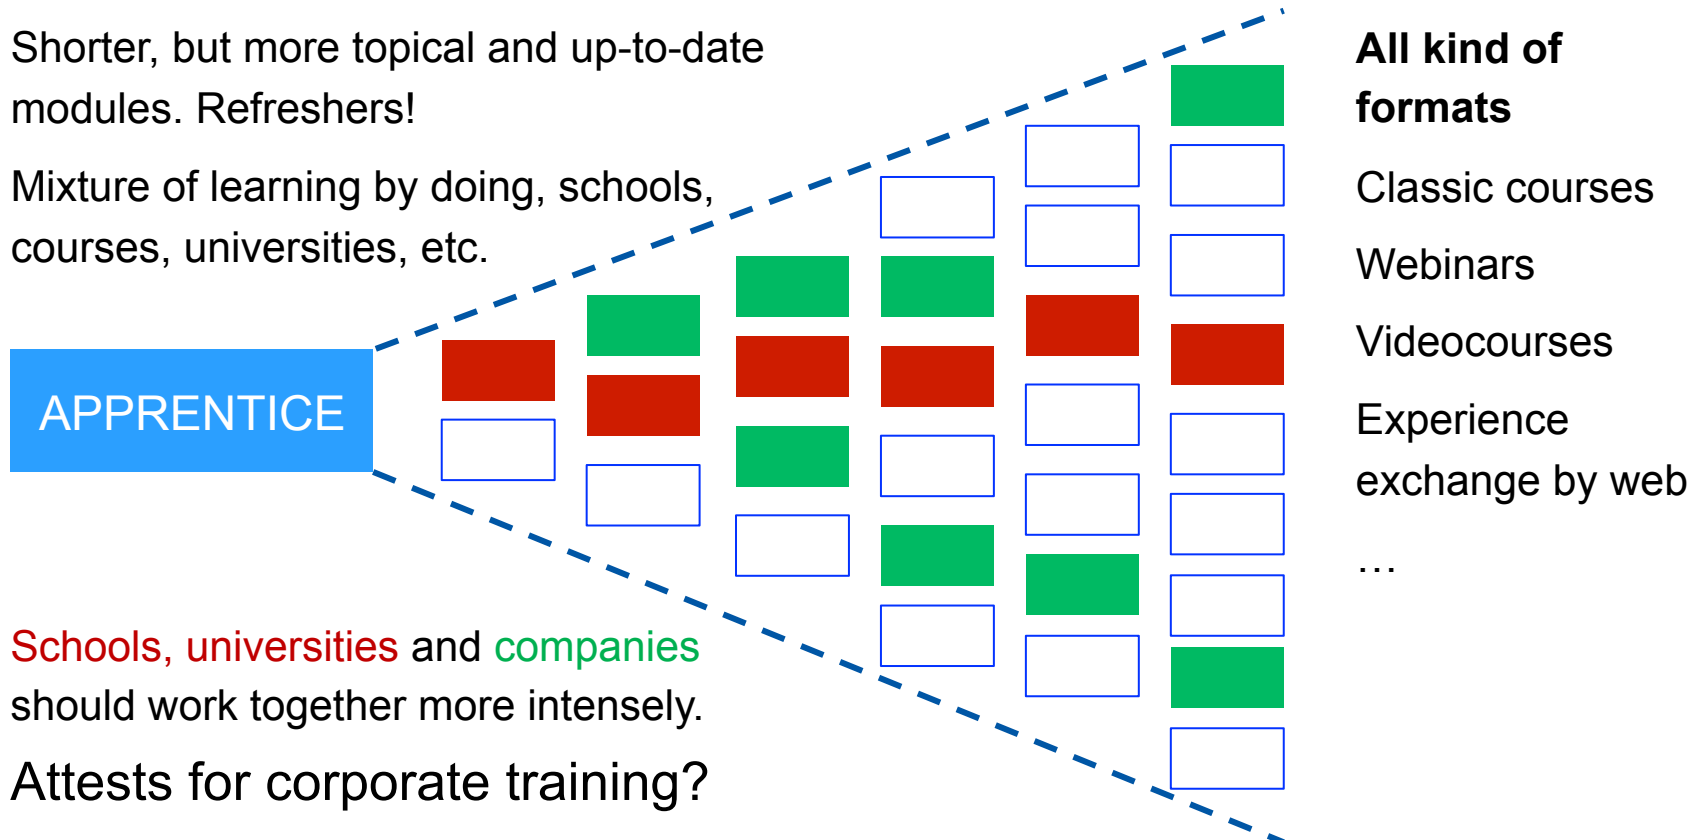 Shorter, but more topical and up-to-date
modules. Refreshers!
Mixture of learning by doing, schools,
courses, universities, etc.
APPRENTICE
Schools, universities and companies
should work together more intensely.
Attests for corporate training?
All kind of
formats
Classic courses
Webinars
Videocourses
Experience
exchange by web
…